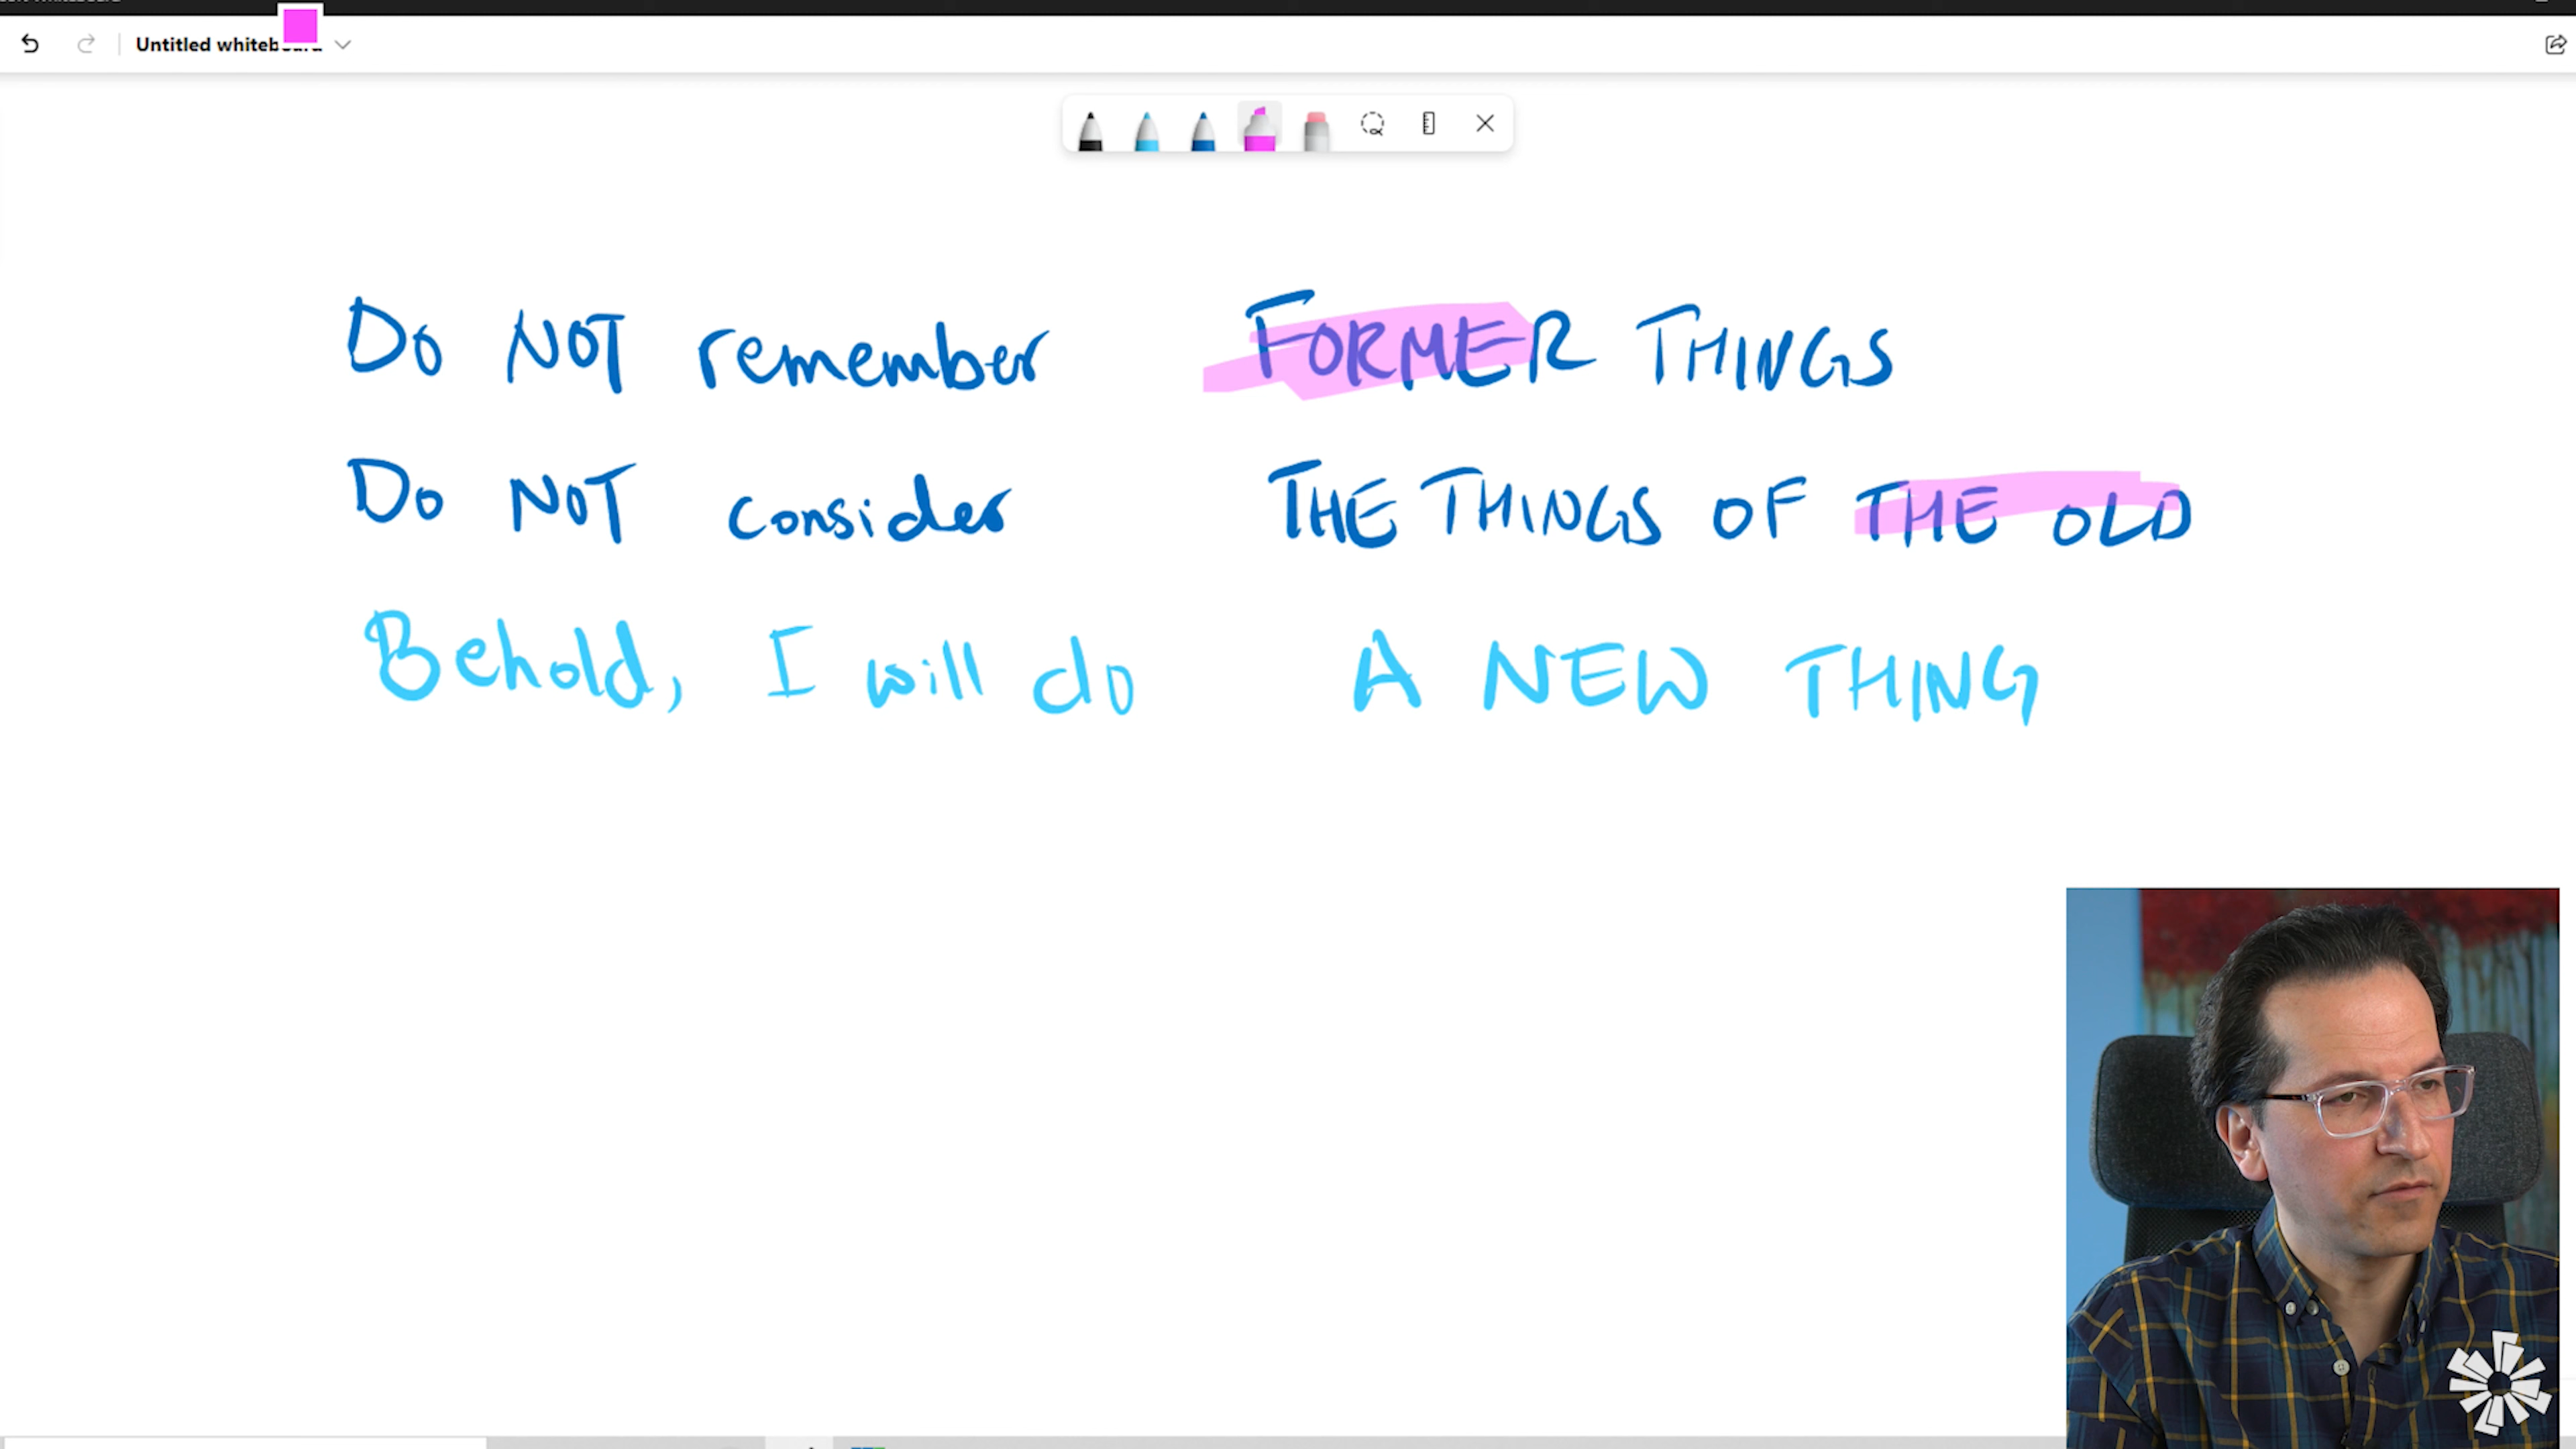 Untitled whiteboard
Do NOT remember FORMER THINGS
Do NOT consider THE THINGS OF THE OLD
Behold, I will do A NEW THING